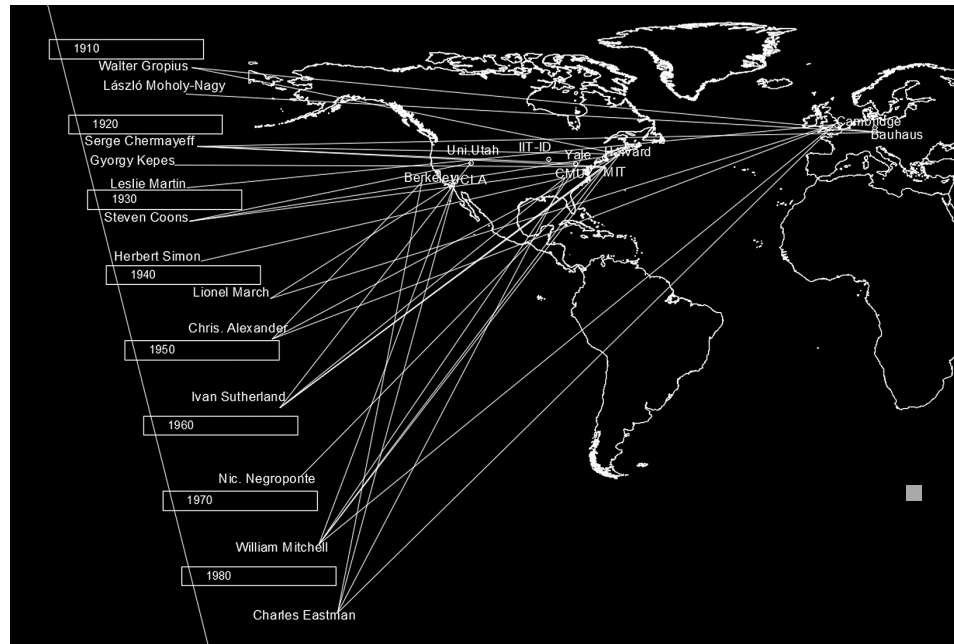 1910
Walter Gropius
László Moholy-Nagy
1920
Serge Chermayeff
Gyorgy Kepes
Leslie Martin
1930
Steven Coons
Herbert Simon
1940
Lionel March
Chris. Alexander
1950
Ivan Sutherland
1960
Nic. Negroponte
1970
William Mitchell
1980
Charles Eastman
Uni.Utah
IIT-ID
Yale
Harvard
Berkeley
UCLA
CMU
MIT
Cambridge
Bauhaus